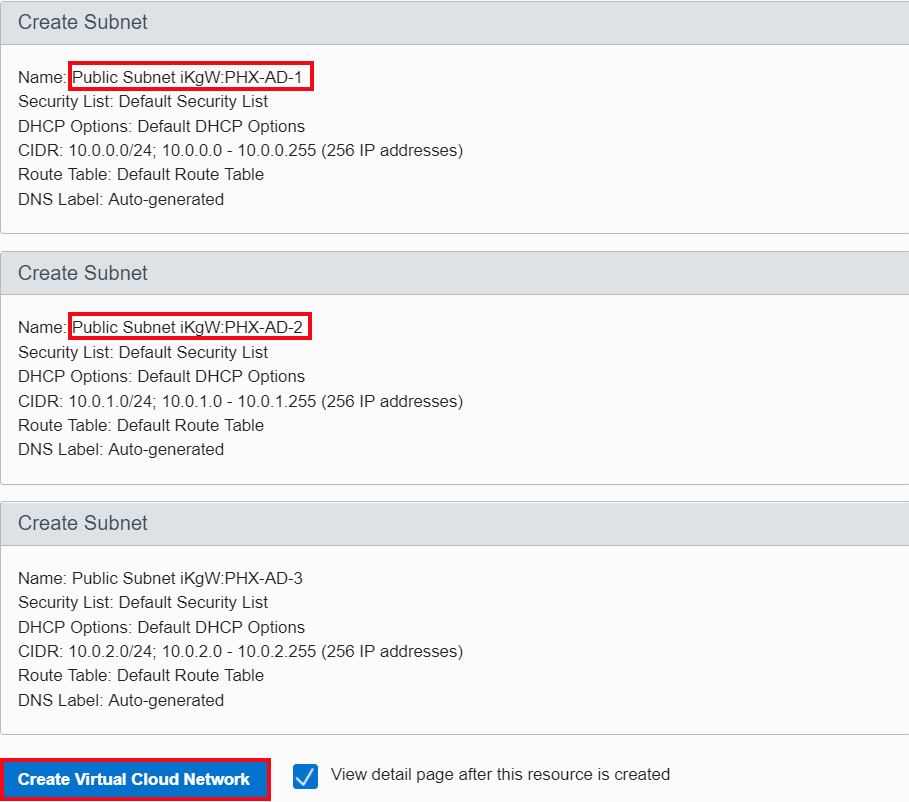 Create Subnet
Name: Public Subnet iKgW:PHX-AD-1
Security List: Default Security List
DHCP Options: Default DHCP Options
CIDR: 10.0.0.0/24; 10.0.0.0 - 10.0.0.255 (256 IP addresses)
Route Table: Default Route Table
DNS Label: Auto-generated
Create Subnet
Name: Public Subnet iKgW:PHX-AD-2
Security List: Default Security List
DHCP Options: Default DHCP Options
CIDR: 10.0.1.0/24; 10.0.1.0 - 10.0.1.255 (256 IP addresses)
Route Table: Default Route Table
DNS Label: Auto-generated
Create Subnet
Name: Public Subnet iKgW:PHX-AD-3
Security List: Default Security List
DHCP Options: Default DHCP Options
CIDR: 10.0.2.0/24; 10.0.2.0 - 10.0.2.255 (256 IP addresses)
Route Table: Default Route Table
DNS Label: Auto-generated
Create Virtual Cloud Network View detail page after this resource is created